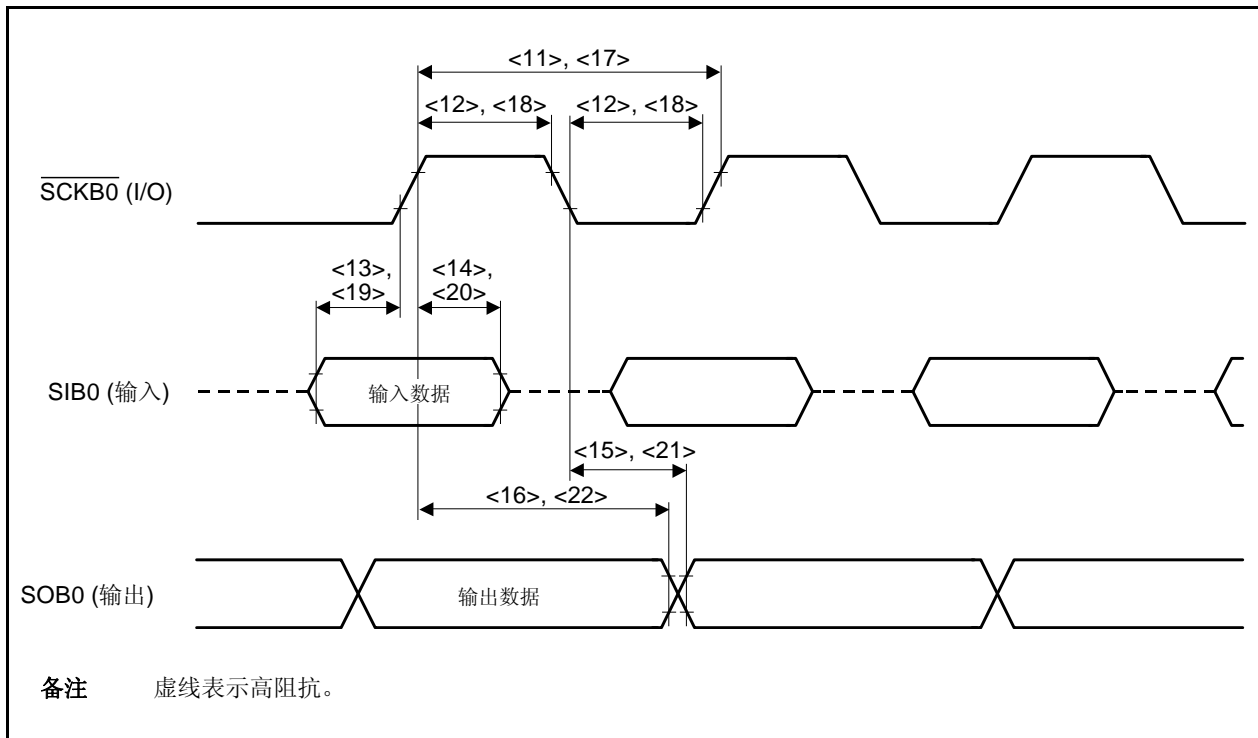 <11>, <17>
<12>, <18> <12>, <18>
SCKB0 (I/O)
<13>, <14>,
<19> <20>
SIB0 (输入)
输入数据
<15>, <21>
<16>, <22>
SOB0 (输出)
输出数据
备注 虚线表示高阻抗。